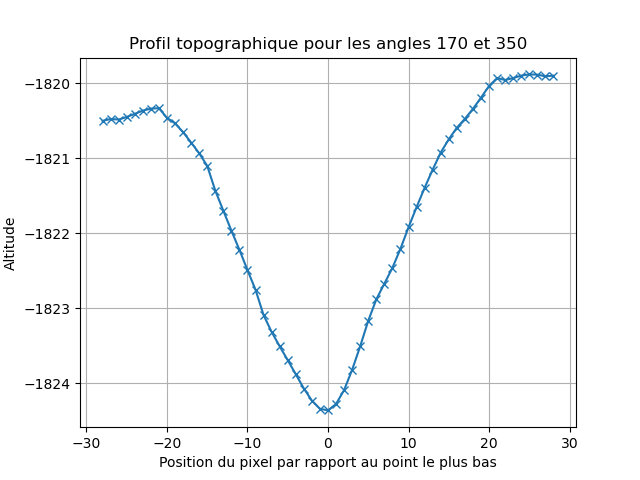 Profil topographique pour les angles 170 et 350
−1820
−1821
−1822
−1823
−1824
Altitude
−30 −20 −10 0 10 20 30
Position du pixel par rapport au point le plus bas